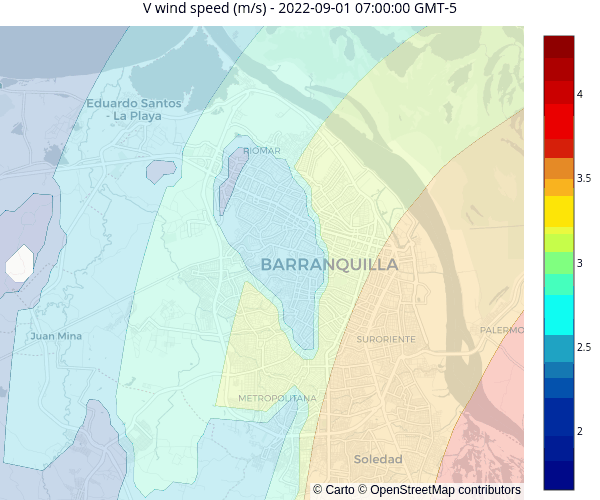 V wind speed (m/s) - 2022-09-01 07:00:00 GMT-5
Eduardo Santos
- La Playa
RIOMAR
BARRANQUILLA
Juan Mina
SURORIENTE
PALERMO
METROPOLITANA
Soledad
© Carto © OpenStreetMap contributors
4
3.5
3
2.5
2